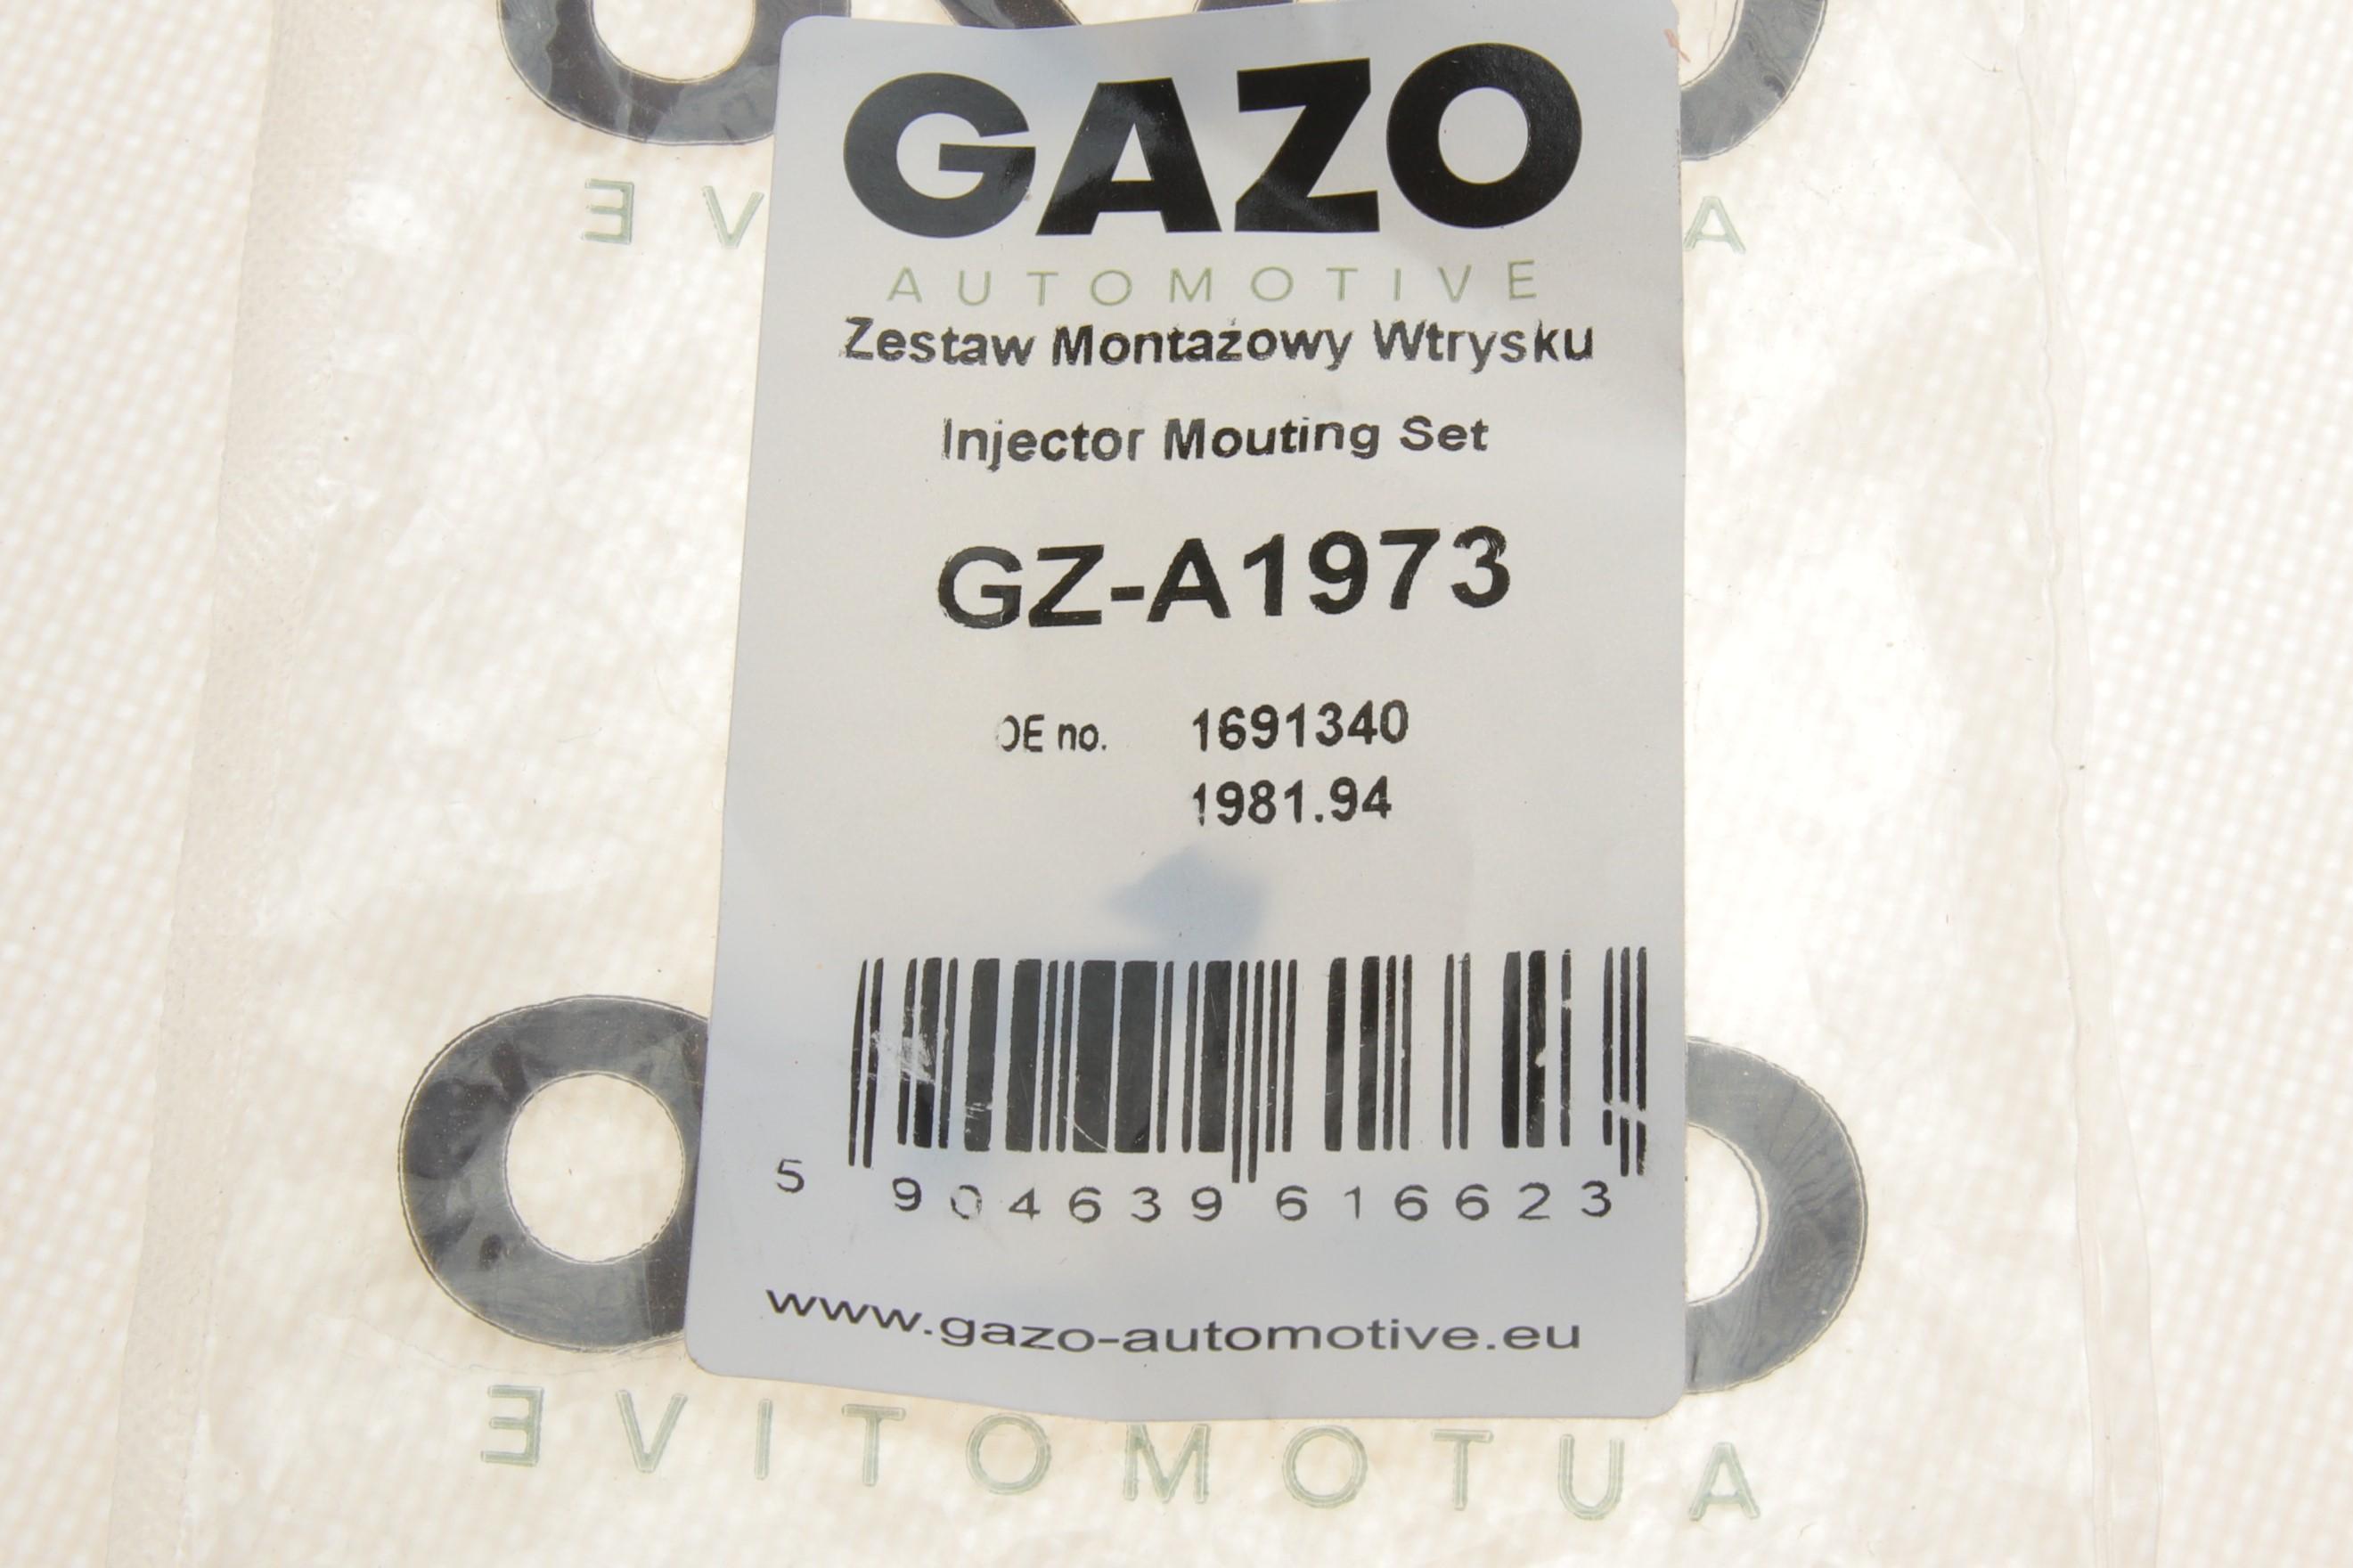 GAZO
AUTOMOTIVE
Zestaw Montażowy Wtrysku
Injector Mouting Set
GZ-A1973
OE no. 1691340
1981.94
5 904639 616623
www.gazo-automotive.eu
AUTOMOTIVE